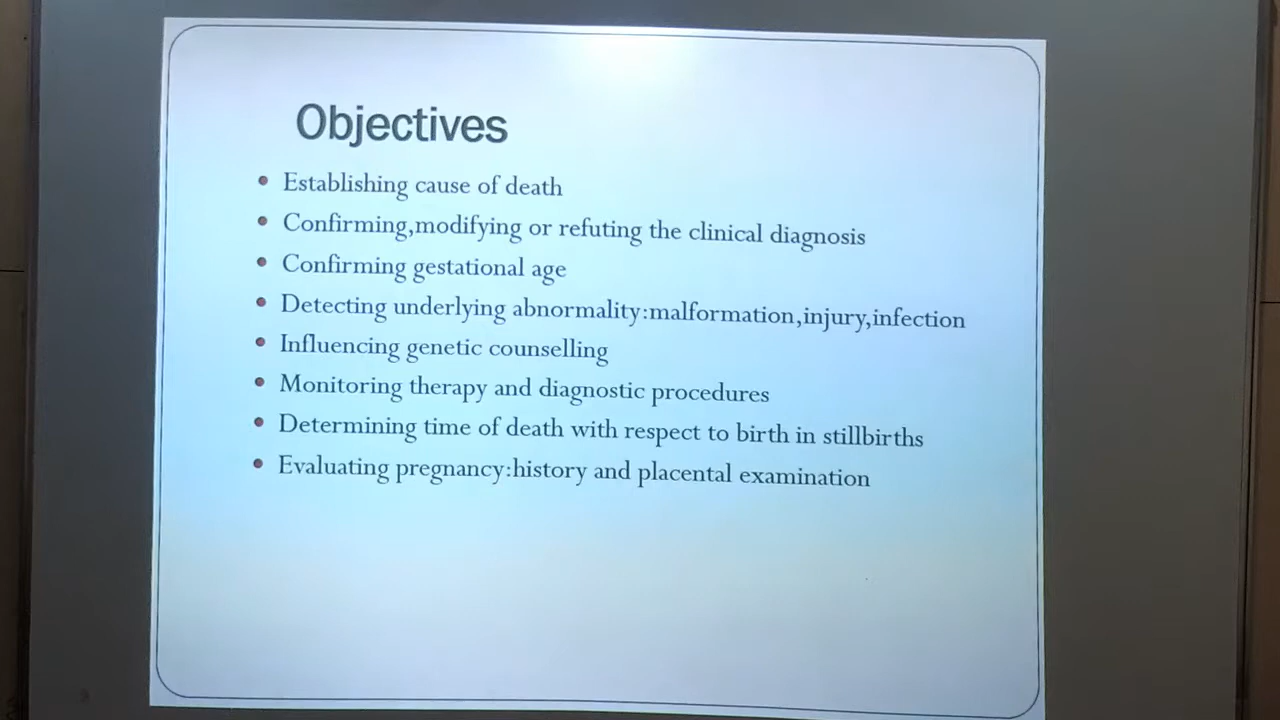 Objectives
Establishing cause of death
Confirming,modifying or refuting the clinical diagnosis
Confirming gestational age
Detecting underlying abnormality:malformation,injury,infection
Influencing genetic counselling
Monitoring therapy and diagnostic procedures
Determining time of death with respect to birth in stillbirths
Evaluating pregnancy:history and placental examination